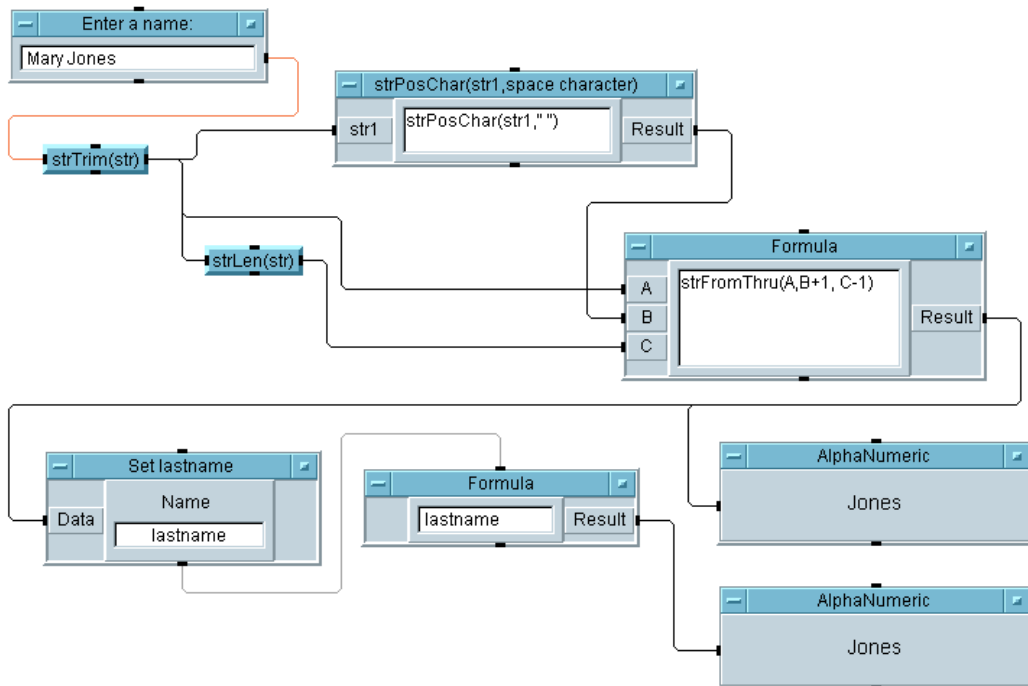 Enter a name:
Mary Jones
strPosChar(str1,space character)
str1
strPosChar(str1," ")
Result
strTrim(str)
strLen(str)
Formula
A
B
C
strFromThru(A,B+1, C-1)
Result
Set lastname
Data
Name
lastname
Formula
lastname
Result
AlphaNumeric
Jones
AlphaNumeric
Jones